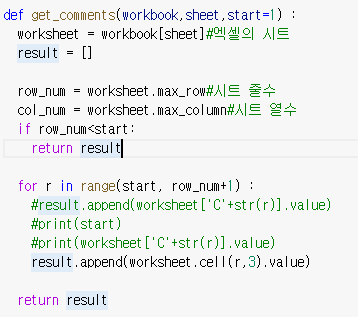 def get_comments(workbook,sheet,start=1) :
worksheet = workbook[sheet]#엑셀의 시트
result = []
row_num = worksheet.max_row#시트 줄수
col_num = worksheet.max_column#시트 열수
if row_num<start:
return result
for r in range(start, row_num+1) :
#result.append(worksheet['C'+str(r)].value)
#print(start)
#print(worksheet['C'+str(r)].value)
result.append(worksheet.cell(r,3).value)
return result